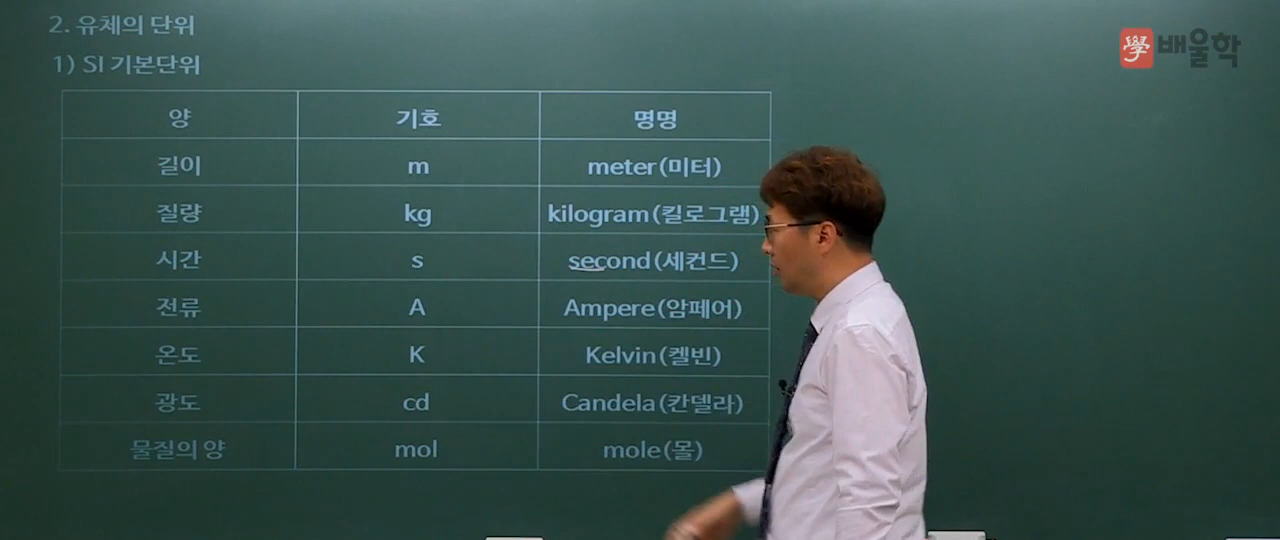 2. 유체의 단위
學 배울학
1) SI 기본단위
양 기호 명명
길이 m meter(미터)
질량 kg kilogram(킬로그램)
시간 s second(세컨드)
전류 A Ampere(암페어)
온도 K Kelvin(켈빈)
광도 cd Candela(칸델라)
물질의 양 mol mole(몰)